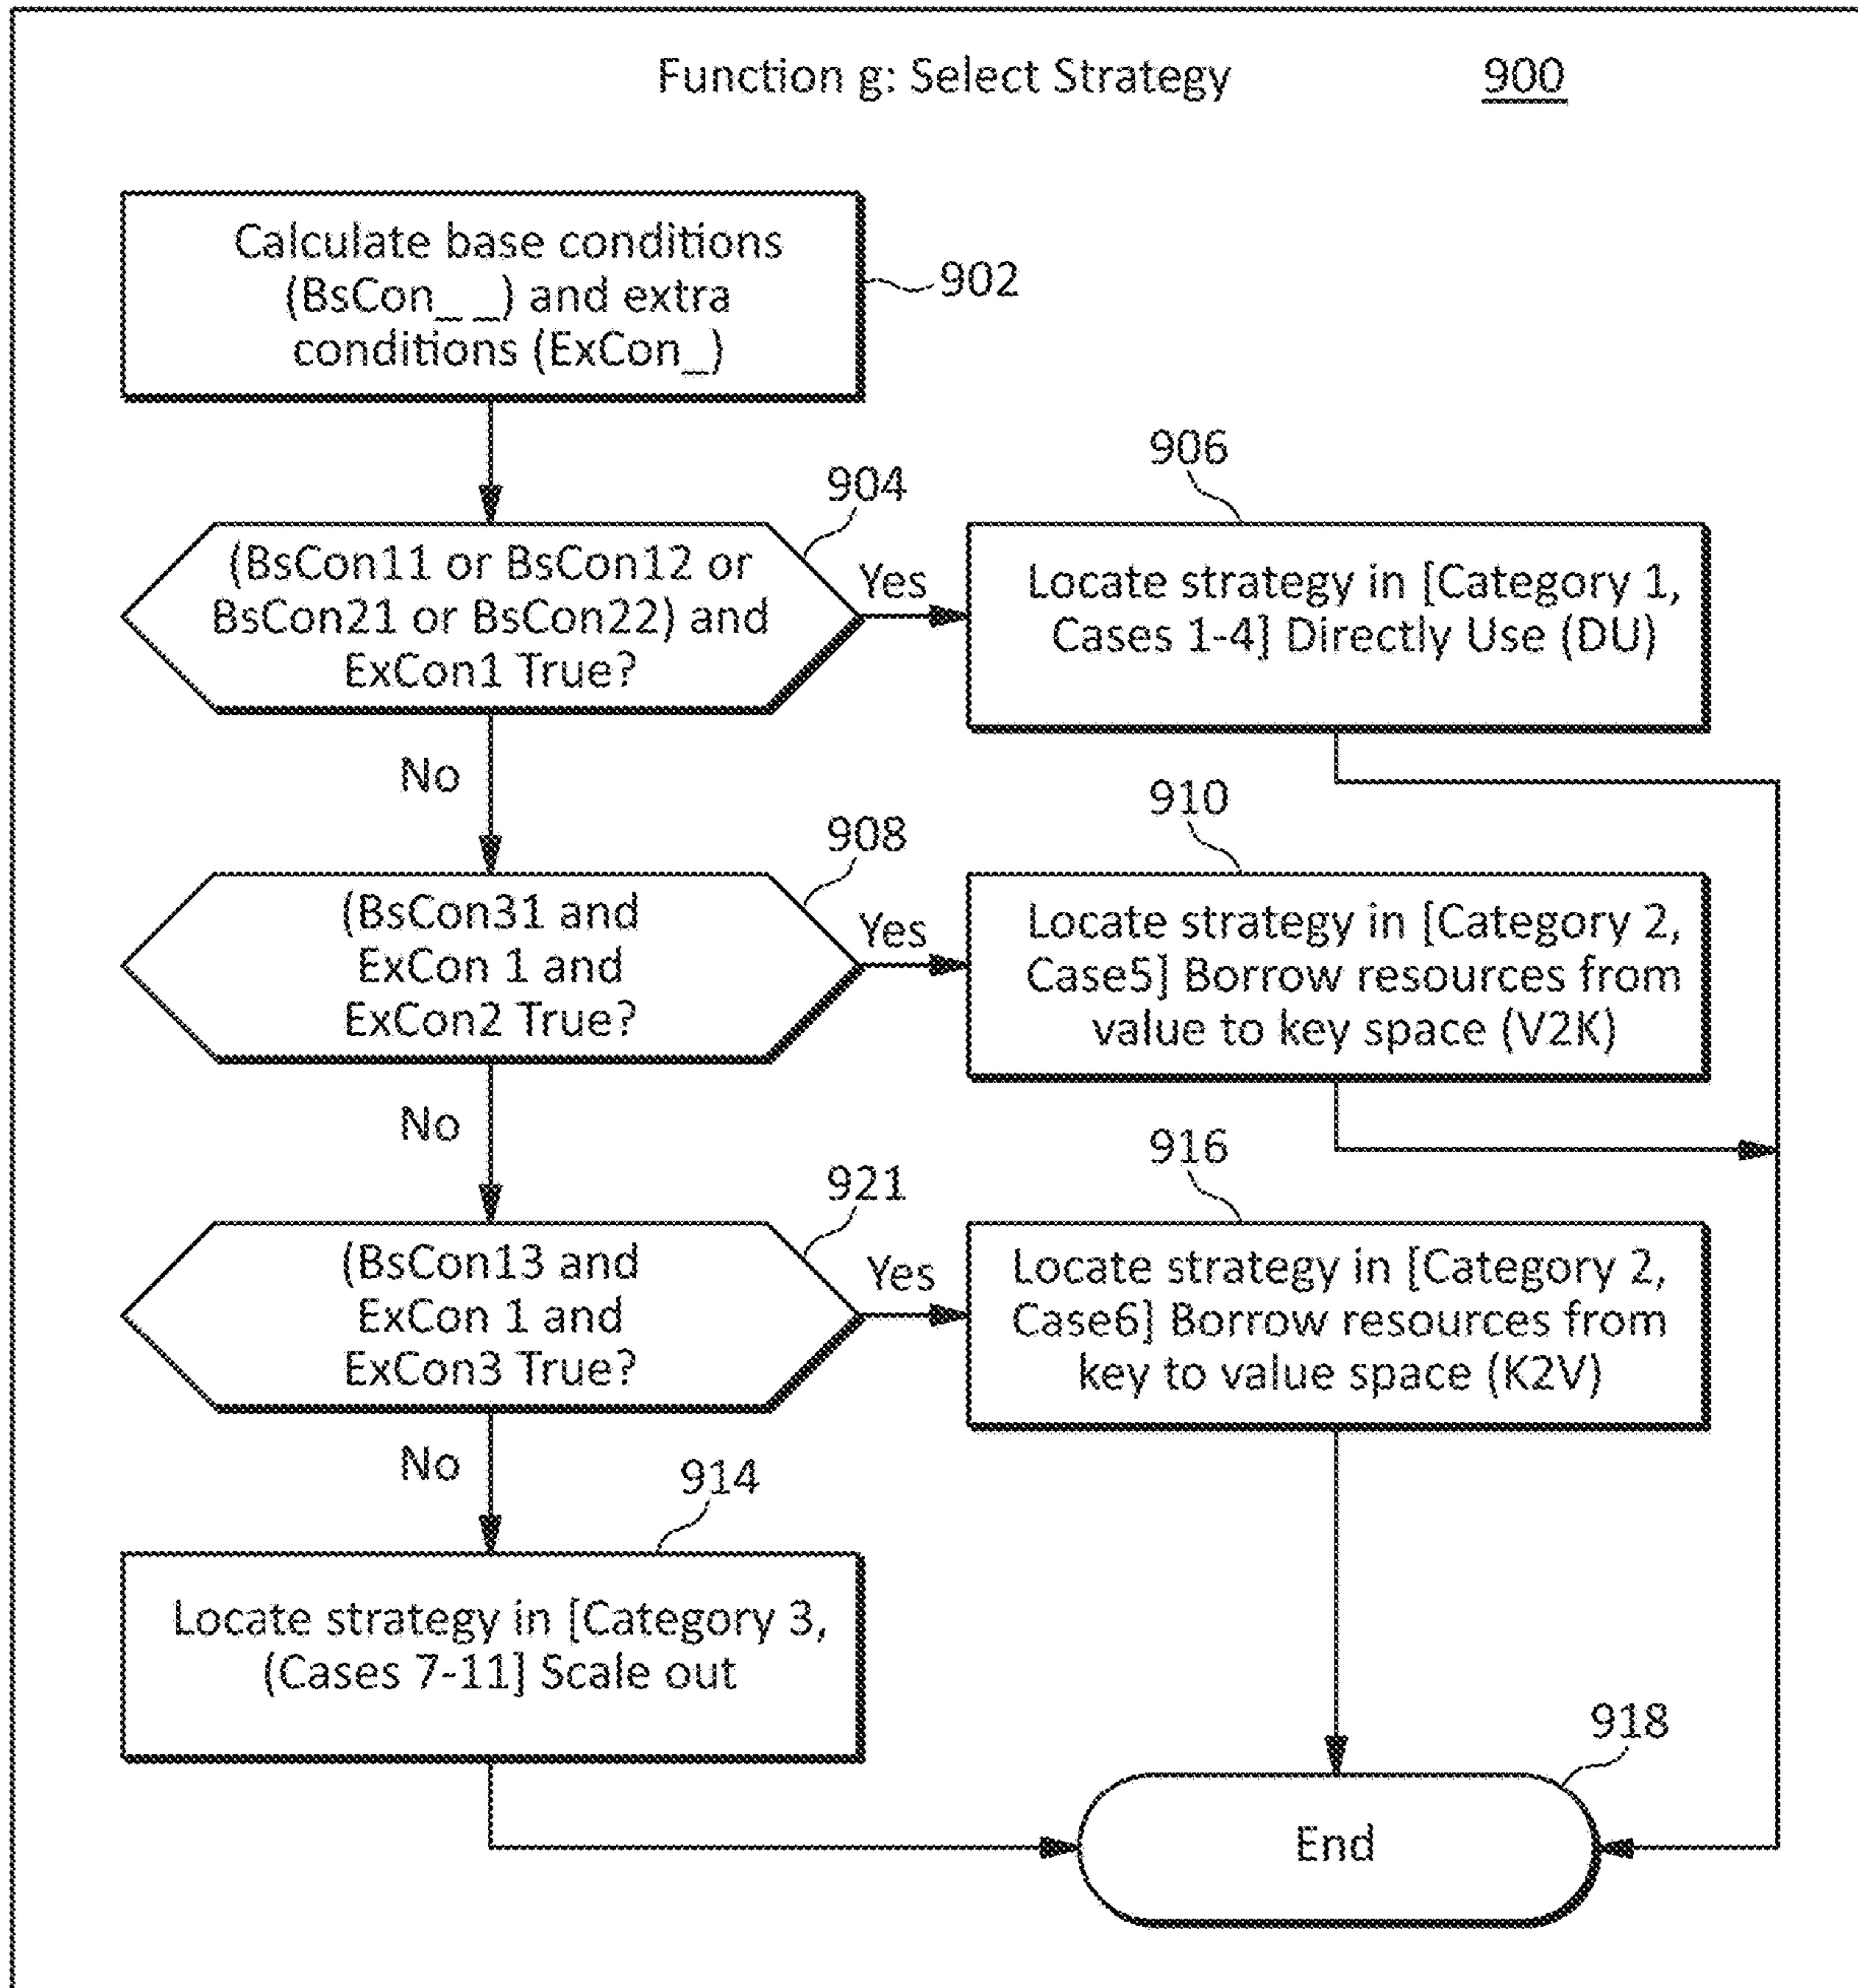 Function g: Select Strategy
900
Calculate base conditions
(BsCon_ _) and extra
conditions (ExCon_)
902
904
(BsCon11 or BsCon12 or
BsCon21 or BsCon22) and
ExCon1 True?
Yes
906
Locate strategy in [Category 1,
Cases 1-4] Directly Use (DU)
No
908
(BsCon31 and
ExCon 1 and
ExCon2 True?
Yes
910
Locate strategy in [Category 2,
Case5] Borrow resources from
value to key space (V2K)
No
921
(BsCon13 and
ExCon 1 and
ExCon3 True?
Yes
916
Locate strategy in [Category 2,
Case6] Borrow resources from
key to value space (K2V)
No
914
Locate strategy in [Category 3,
(Cases 7-11] Scale out
918
End